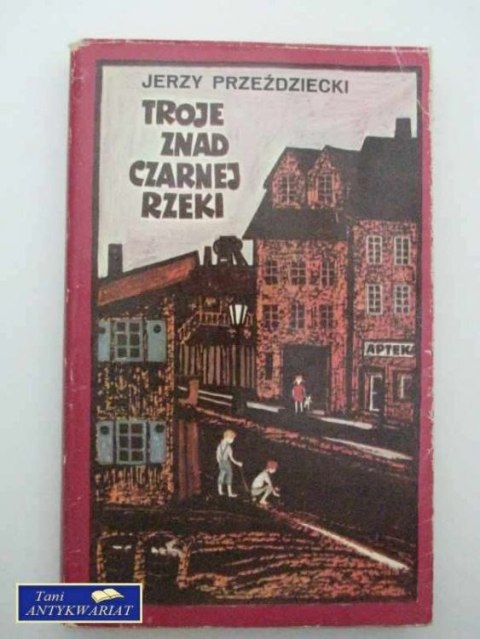 JERZY PRZEŹDZIECKI
TROJE
ZNAD
CZARNEJ
RZEKI
APTEKA
Tani
ANTYKWARIAT